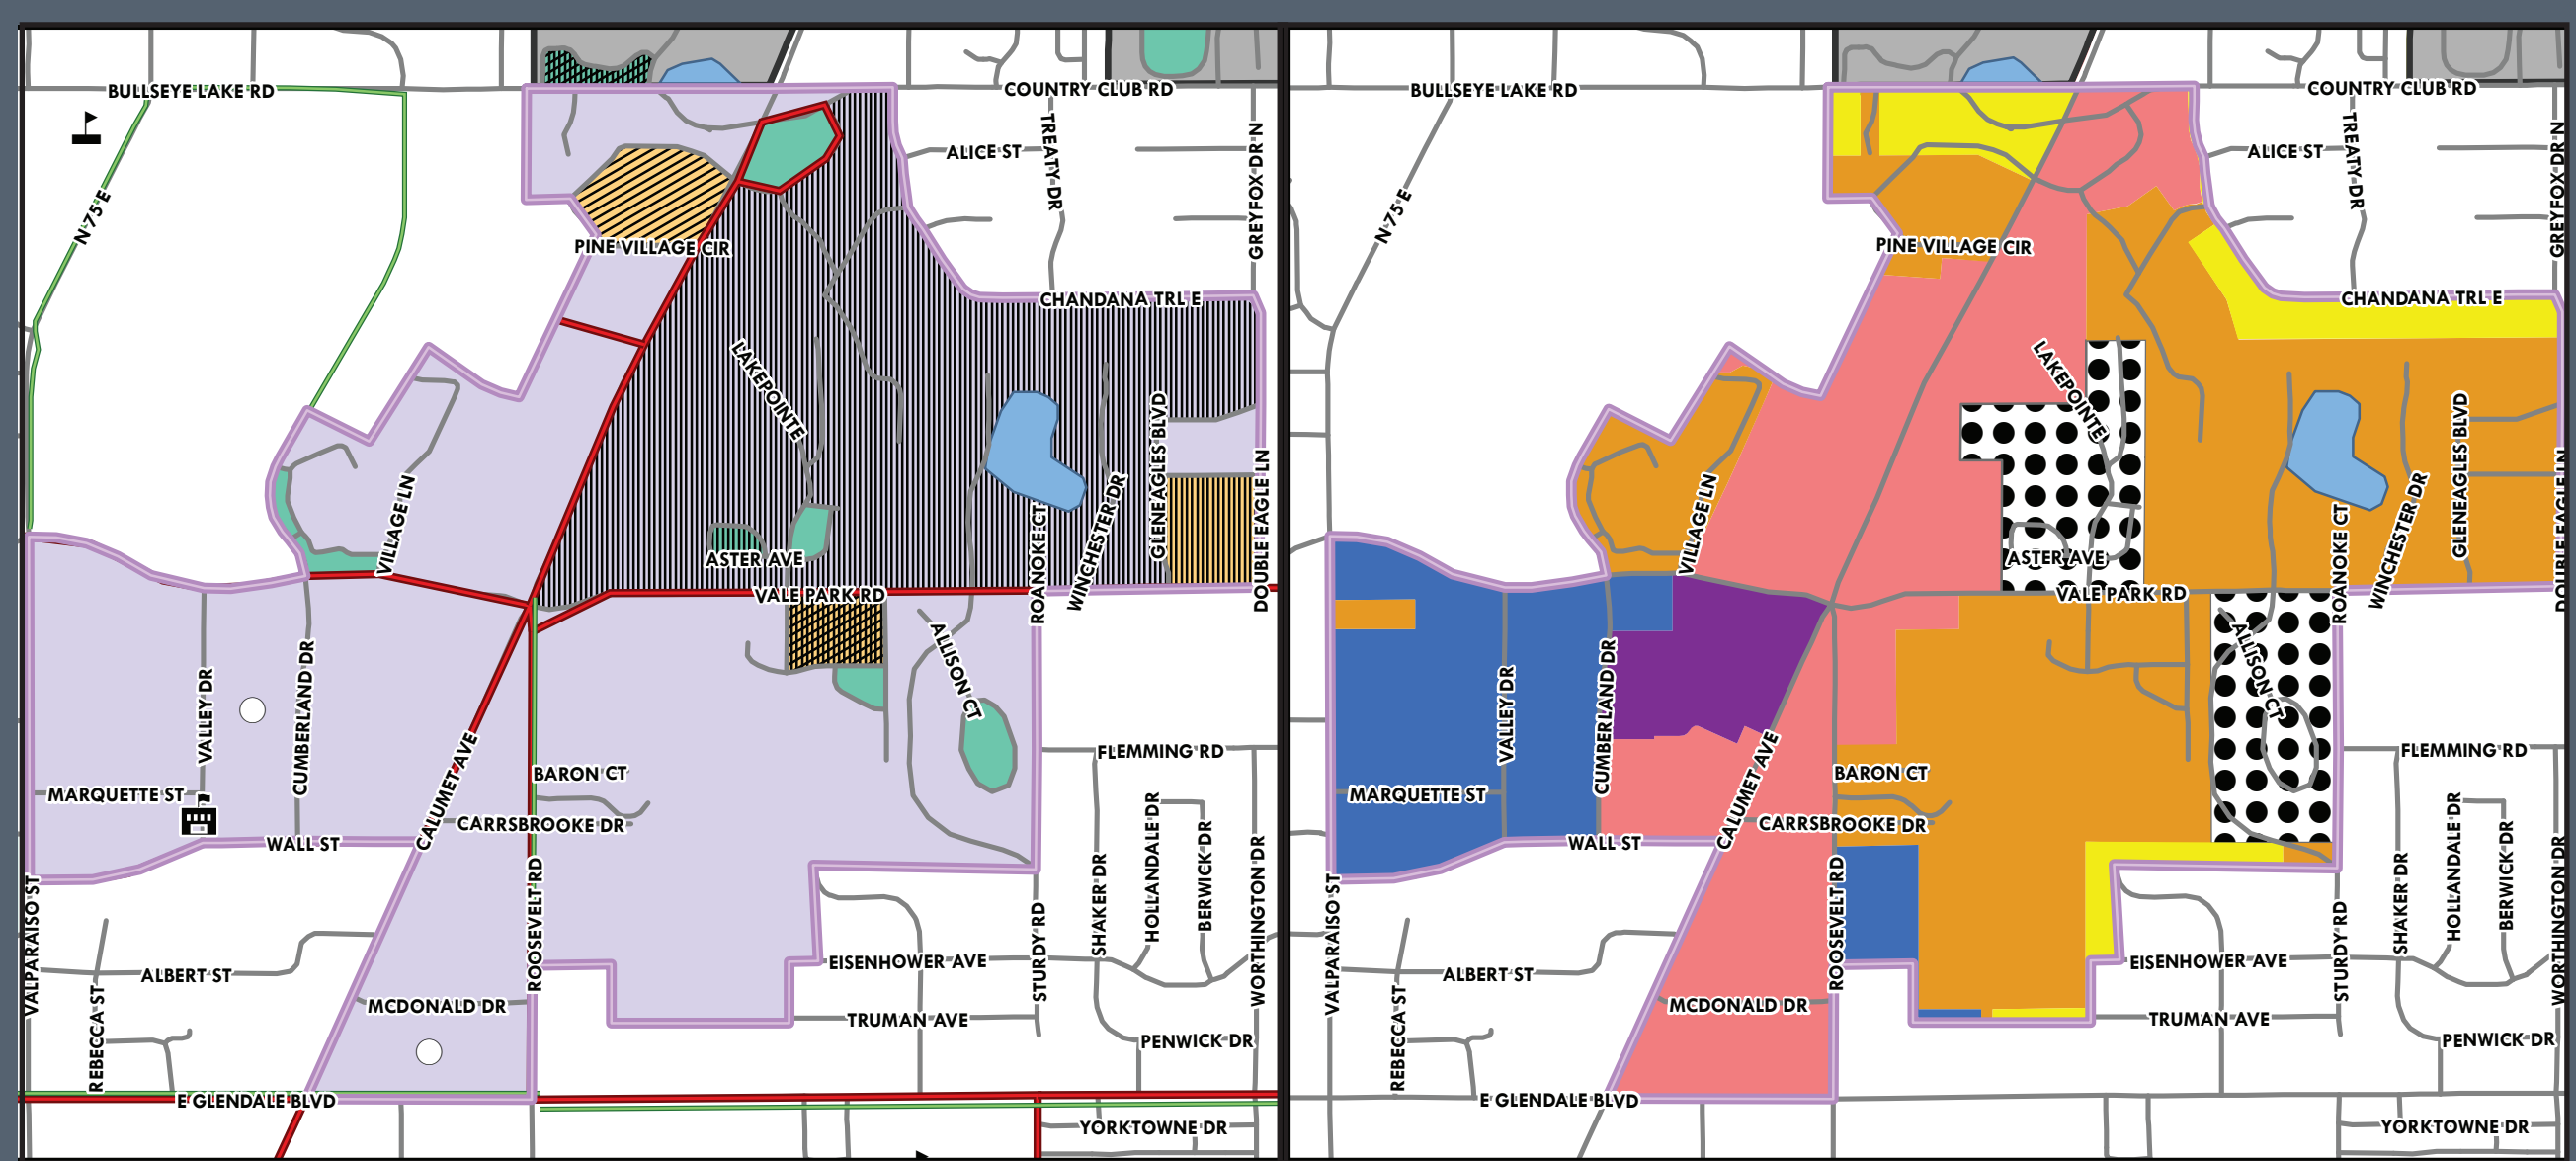 BULLSEYE LAKE RD
COUNTRY CLUB RD
N 75 E
ALICE ST
TREATY DR
GREYFOX DR N
PINE VILLAGE CIR
CHANDANA TRL E
LAKEPOINTE
VILLAGE LN
GLENEAGLES BLVD
DOUBLE EAGLE LN
WINCHESTER DR
ROANOKE CT
ASTER AVE
VALE PARK RD
ALLISON CT
VALLEY DR
CUMBERLAND DR
CALUMET AVE
FLEMMING RD
BARON CT
MARQUETTE ST
CARRSBROOKE DR
WALL ST
HOLLANDALE DR
BERWICK DR
SHAKER DR
WORTHINGTON DR
VALPARAISO ST
ROOSEVELT RD
STURDY RD
EISENHOWER AVE
ALBERT ST
REBECCA ST
MCDONALD DR
TRUMAN AVE
PENWICK DR
E GLENDALE BLVD
YORKTOWNE DR
BULLSEYE LAKE RD
COUNTRY CLUB RD
N 75 E
ALICE ST
TREATY DR
GREYFOX DR N
PINE VILLAGE CIR
CHANDANA TRL E
LAKEPOINTE
VILLAGE LN
GLENEAGLES BLVD
DOUBLE EAGLE LN
WINCHESTER DR
ROANOKE CT
ASTER AVE
VALE PARK RD
ALLISON CT
VALLEY DR
CUMBERLAND DR
CALUMET AVE
FLEMMING RD
BARON CT
MARQUETTE ST
CARRSBROOKE DR
WALL ST
HOLLANDALE DR
BERWICK DR
SHAKER DR
WORTHINGTON DR
VALPARAISO ST
ROOSEVELT RD
STURDY RD
EISENHOWER AVE
ALBERT ST
REBECCA ST
MCDONALD DR
TRUMAN AVE
PENWICK DR
E GLENDALE BLVD
YORKTOWNE DR